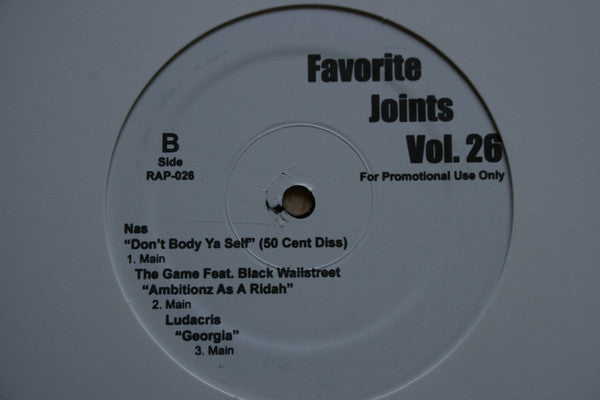 Favorite
Joints
Vol. 26
For Promotional Use Only
B
Side
RAP-026
Nas
“Don't Body Ya Self” (50 Cent Diss)
1. Main
The Game Feat. Black Wallstreet
“Ambitionz As A Ridah”
2. Main
Ludacris
“Georgia”
3. Main